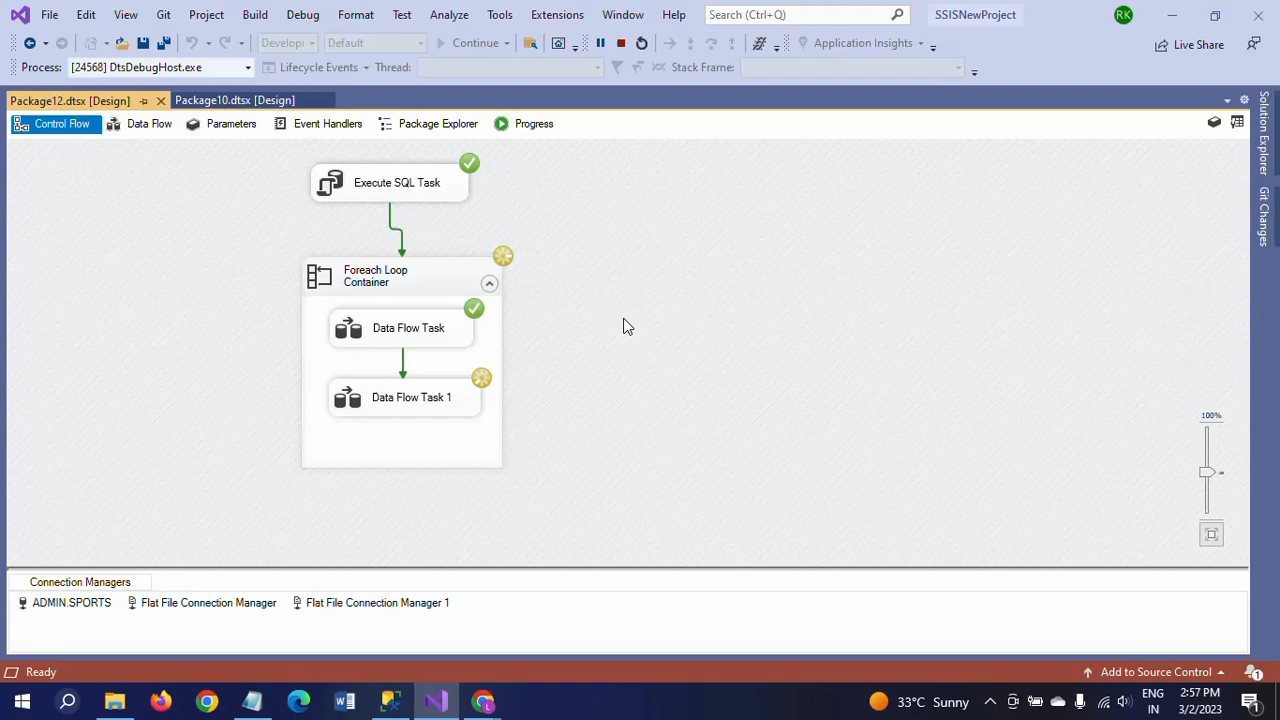 File Edit View Git Project Build Debug Format Test Analyze Tools Extensions Window Help Search (Ctrl+Q) SSISNewProject RK
Develop Default Continue Application Insights Live Share
Process: [24568] DtsDebugHost.exe Lifecycle Events Thread: Stack Frame:
Package12.dtsx [Design] Package10.dtsx [Design]
Control Flow Data Flow Parameters Event Handlers Package Explorer Progress
Solution Explorer
Git Changes
Execute SQL Task
Foreach Loop
Container
Data Flow Task
Data Flow Task 1
100%
Connection Managers
ADMIN.SPORTS Flat File Connection Manager Flat File Connection Manager 1
Ready Add to Source Control 1
33°C Sunny ENG
IN 2:57 PM
3/2/2023 1